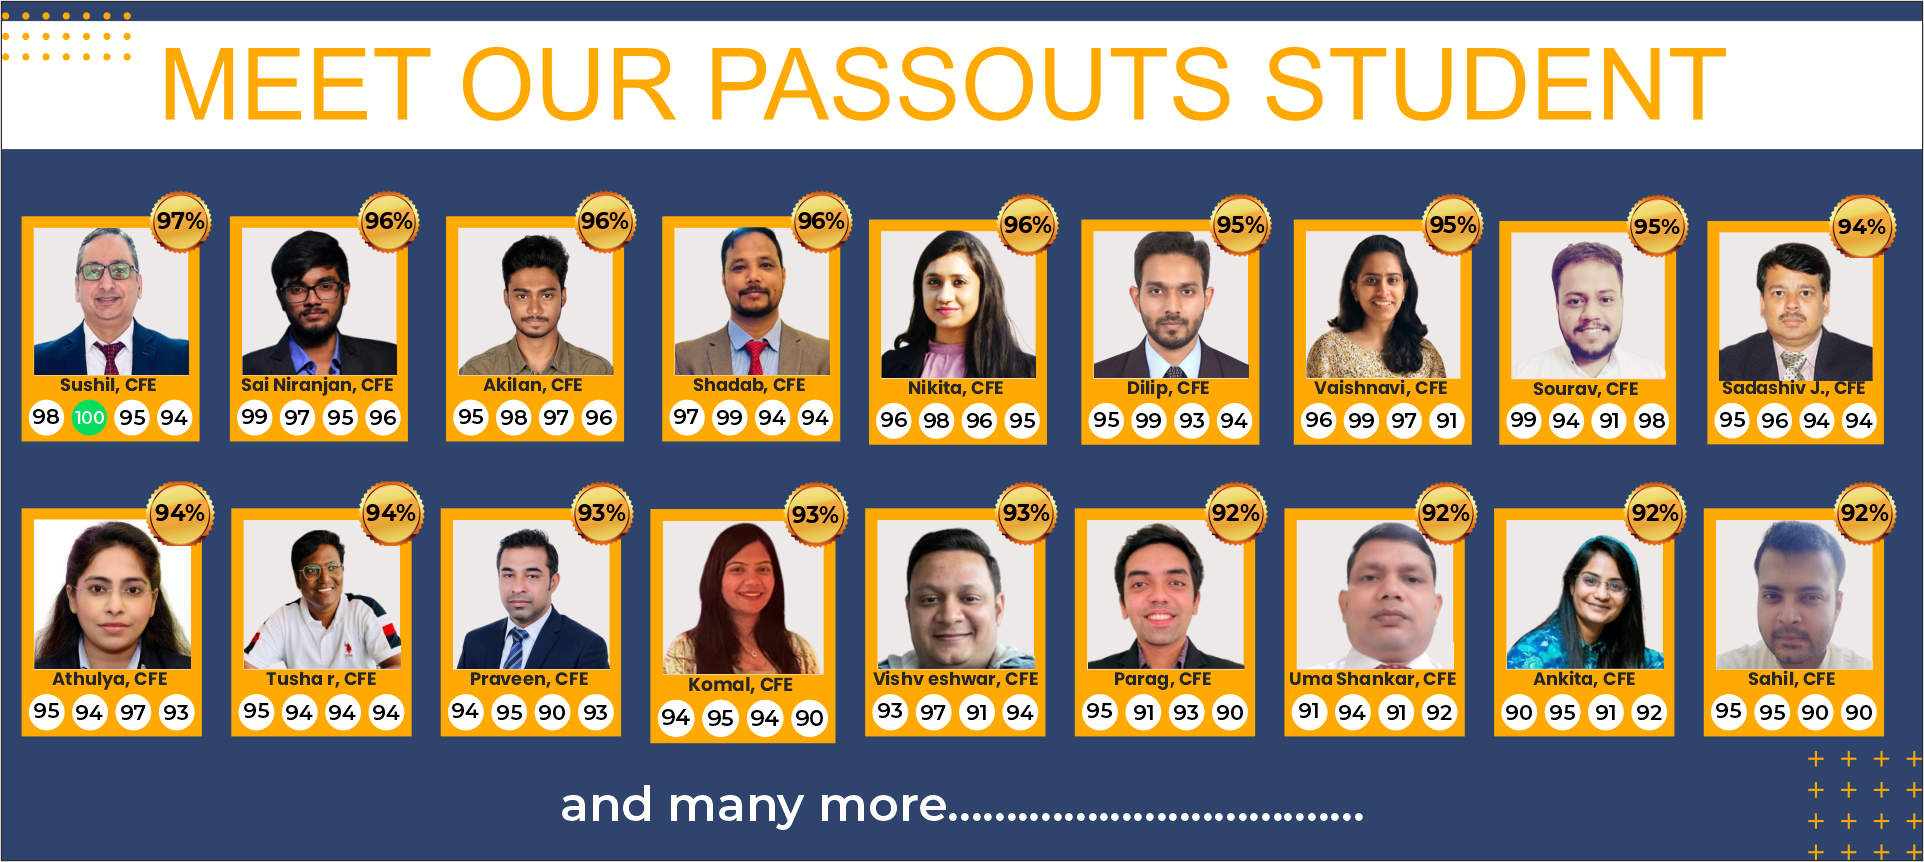 MEET OUR PASSOUTS STUDENT
97% 96% 96% 96% 96% 95% 95% 95% 94%
Sushil, CFE Sai Niranjan, CFE Akilan, CFE Shadab, CFE Nikita, CFE Dilip, CFE Vaishnavi, CFE Sourav, CFE Sadashiv J., CFE
98 100 95 94 99 97 95 96 95 98 97 96 97 99 94 94 96 98 96 95 95 99 93 94 96 99 97 91 99 94 91 98 95 96 94 94
94% 94% 93% 93% 93% 92% 92% 92% 92%
Athulya, CFE Tusha r, CFE Praveen, CFE Komal, CFE Vishv eshwar, CFE Parag, CFE Uma Shankar, CFE Ankita, CFE Sahil, CFE
95 94 97 93 95 94 94 94 94 95 90 93 94 95 94 90 93 97 91 94 95 91 93 90 91 94 91 92 90 95 91 92 95 95 90 90
and many more...................................